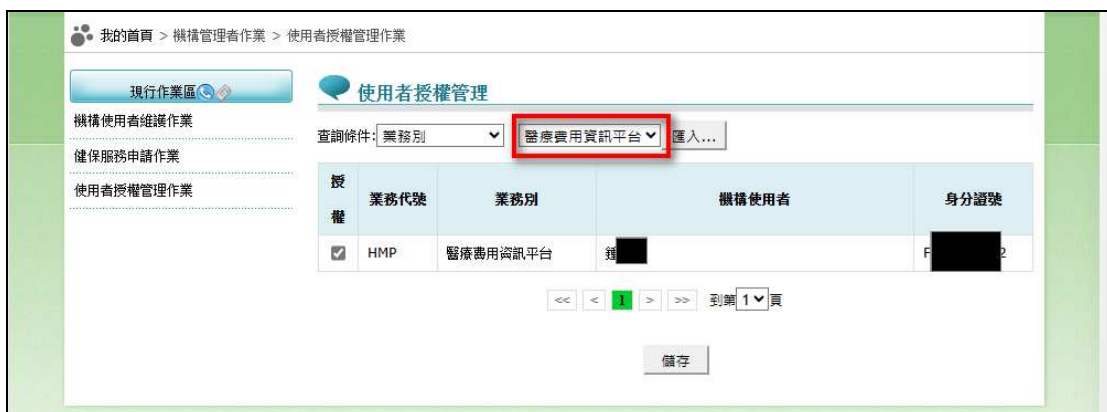 我的首頁 > 機構管理者作業 > 使用者授權管理作業
現行作業區
機構使用者維護作業
健保服務申請作業
使用者授權管理作業
使用者授權管理
查詢條件: 業務別 醫療費用資訊平台 匯入...
授權 業務代號 業務別 機構使用者 身分證號
HMP 醫療費用資訊平台 鍾 F 2
<< < 1 > >> 到第 1 頁
儲存